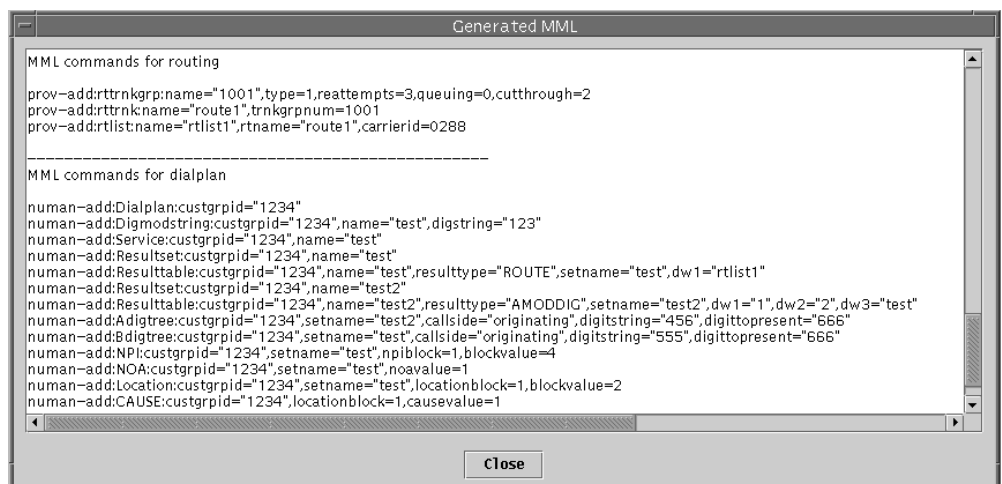 Generated MML
MML commands for routing
prov-add:rttrnkgrp:name="1001",type=1,reattempts=3,queuing=0,cutthrough=2
prov-add:rttrnk:name="route1",trnkgrpnum=1001
prov-add:rtlist:name="rtlist1",rtname="route1",carrierid=0288
--------------------------------------------------
MML commands for dialplan
numan-add:Dialplan:custgrpid="1234"
numan-add:Digmodstring:custgrpid="1234",name="test",digstring="123"
numan-add:Service:custgrpid="1234",name="test"
numan-add:Resultset:custgrpid="1234",name="test"
numan-add:Resulttable:custgrpid="1234",name="test",resulttype="ROUTE",setname="test",dw1="rtlist1"
numan-add:Resultset:custgrpid="1234",name="test2"
numan-add:Resulttable:custgrpid="1234",name="test2",resulttype="AMODDIG",setname="test2",dw1="1",dw2="2",dw3="test"
numan-add:Adigtree:custgrpid="1234",setname="test2",callside="originating",digitstring="456",digittopresent="666"
numan-add:Bdigtree:custgrpid="1234",setname="test",callside="originating",digitstring="555",digittopresent="666"
numan-add:NPI:custgrpid="1234",setname="test",npiblock=1,blockvalue=4
numan-add:NOA:custgrpid="1234",setname="test",noavalue=1
numan-add:Location:custgrpid="1234",setname="test",locationblock=1,blockvalue=2
numan-add:CAUSE:custgrpid="1234",locationblock=1,causevalue=1
Close